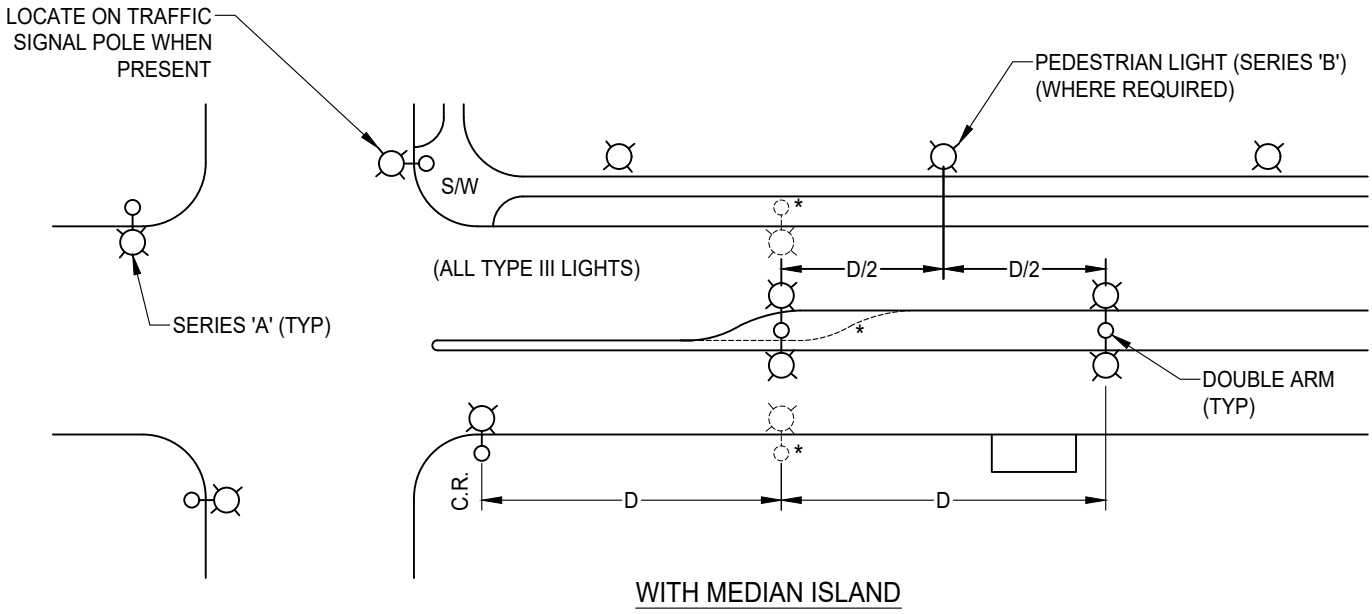 LOCATE ON TRAFFIC
SIGNAL POLE WHEN
PRESENT
PEDESTRIAN LIGHT (SERIES 'B')
(WHERE REQUIRED)
S/W
*
(ALL TYPE III LIGHTS)
D/2
D/2
SERIES 'A' (TYP)
*
DOUBLE ARM
(TYP)
*
C.R.
D
D
WITH MEDIAN ISLAND